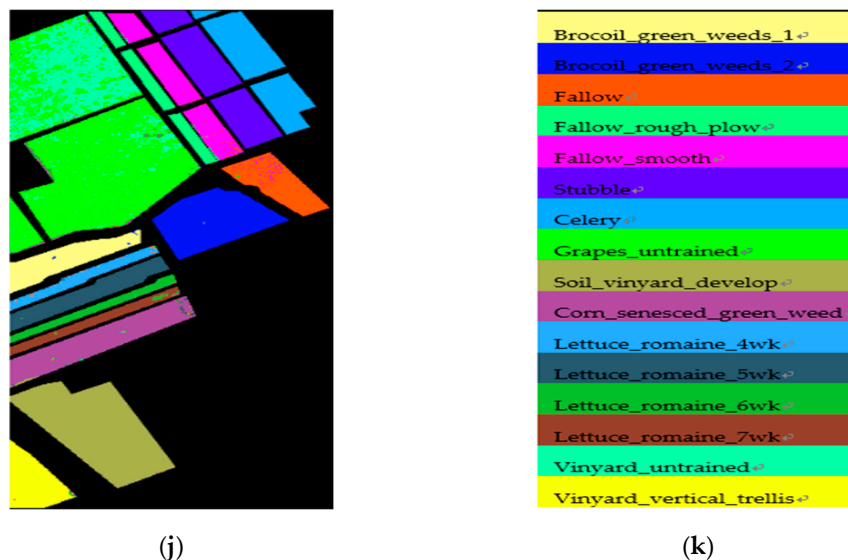 Brocoil_green_weeds_1
Brocoil_green_weeds_2
Fallow
Fallow_rough_plow
Fallow_smooth
Stubble
Celery
Grapes_untrained
Soil_vinyard_develop
Corn_senesced_green_weed
Lettuce_romaine_4wk
Lettuce_romaine_5wk
Lettuce_romaine_6wk
Lettuce_romaine_7wk
Vinyard_untrained
Vinyard_vertical_trellis
(j)
(k)